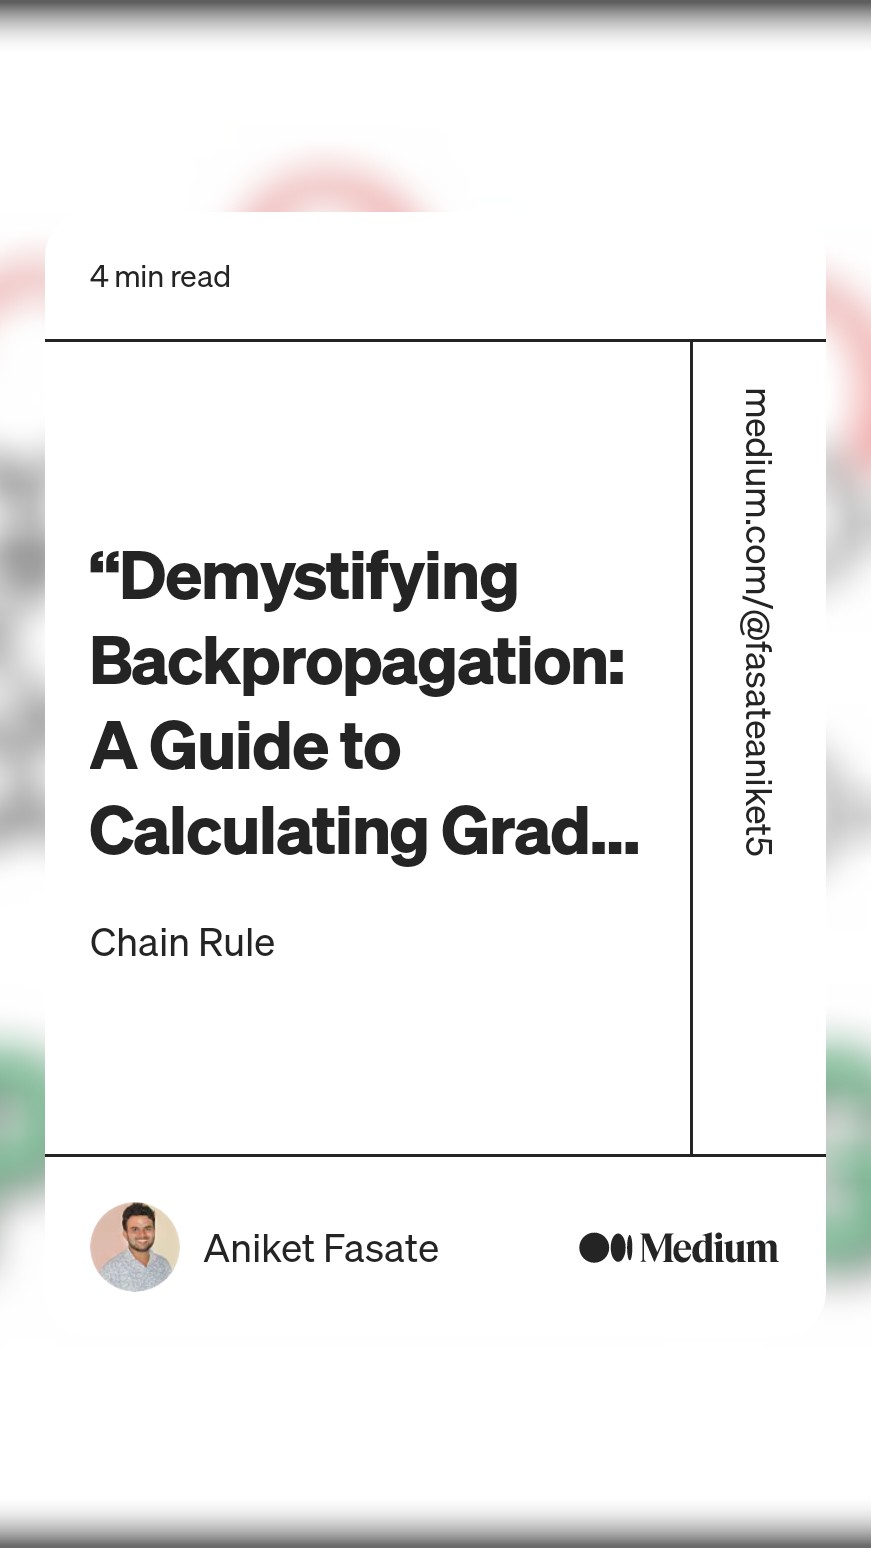 4 min read
“Demystifying
Backpropagation:
A Guide to
Calculating Grad...
Chain Rule
medium.com/@fasateaniket5
Aniket Fasate
Medium